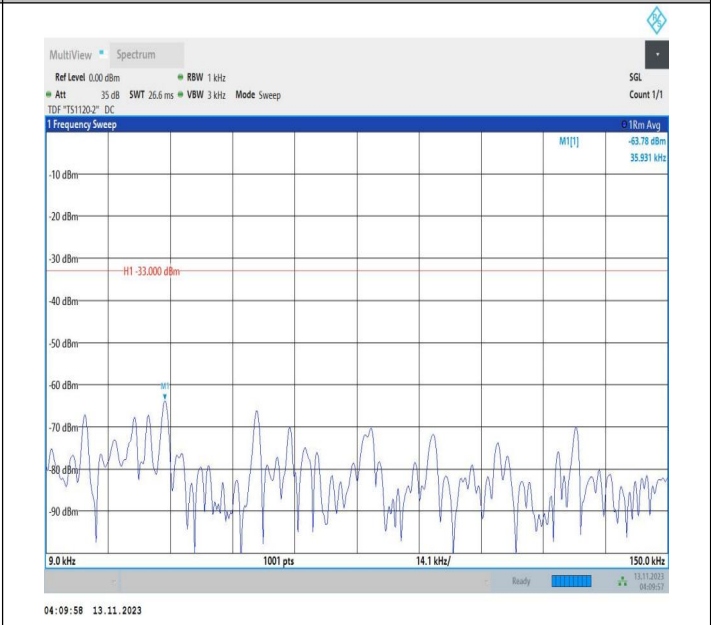 MultiView Spectrum
Ref Level 0.00 dBm RBW 1 kHz SGL
Att 35 dB SWT 26.6 ms VBW 3 kHz Mode Sweep Count 1/1
TDF "TS1120-2" DC
1 Frequency Sweep 1Rm Avg
M1[1] -63.78 dBm
35.931 kHz
-10 dBm
-20 dBm
-30 dBm
H1 -33.000 dBm
-40 dBm
-50 dBm
-60 dBm
M1
-70 dBm
-80 dBm
-90 dBm
9.0 kHz 1001 pts 14.1 kHz/ 150.0 kHz
Ready 13.11.2023
04:09:57
04:09:58 13.11.2023